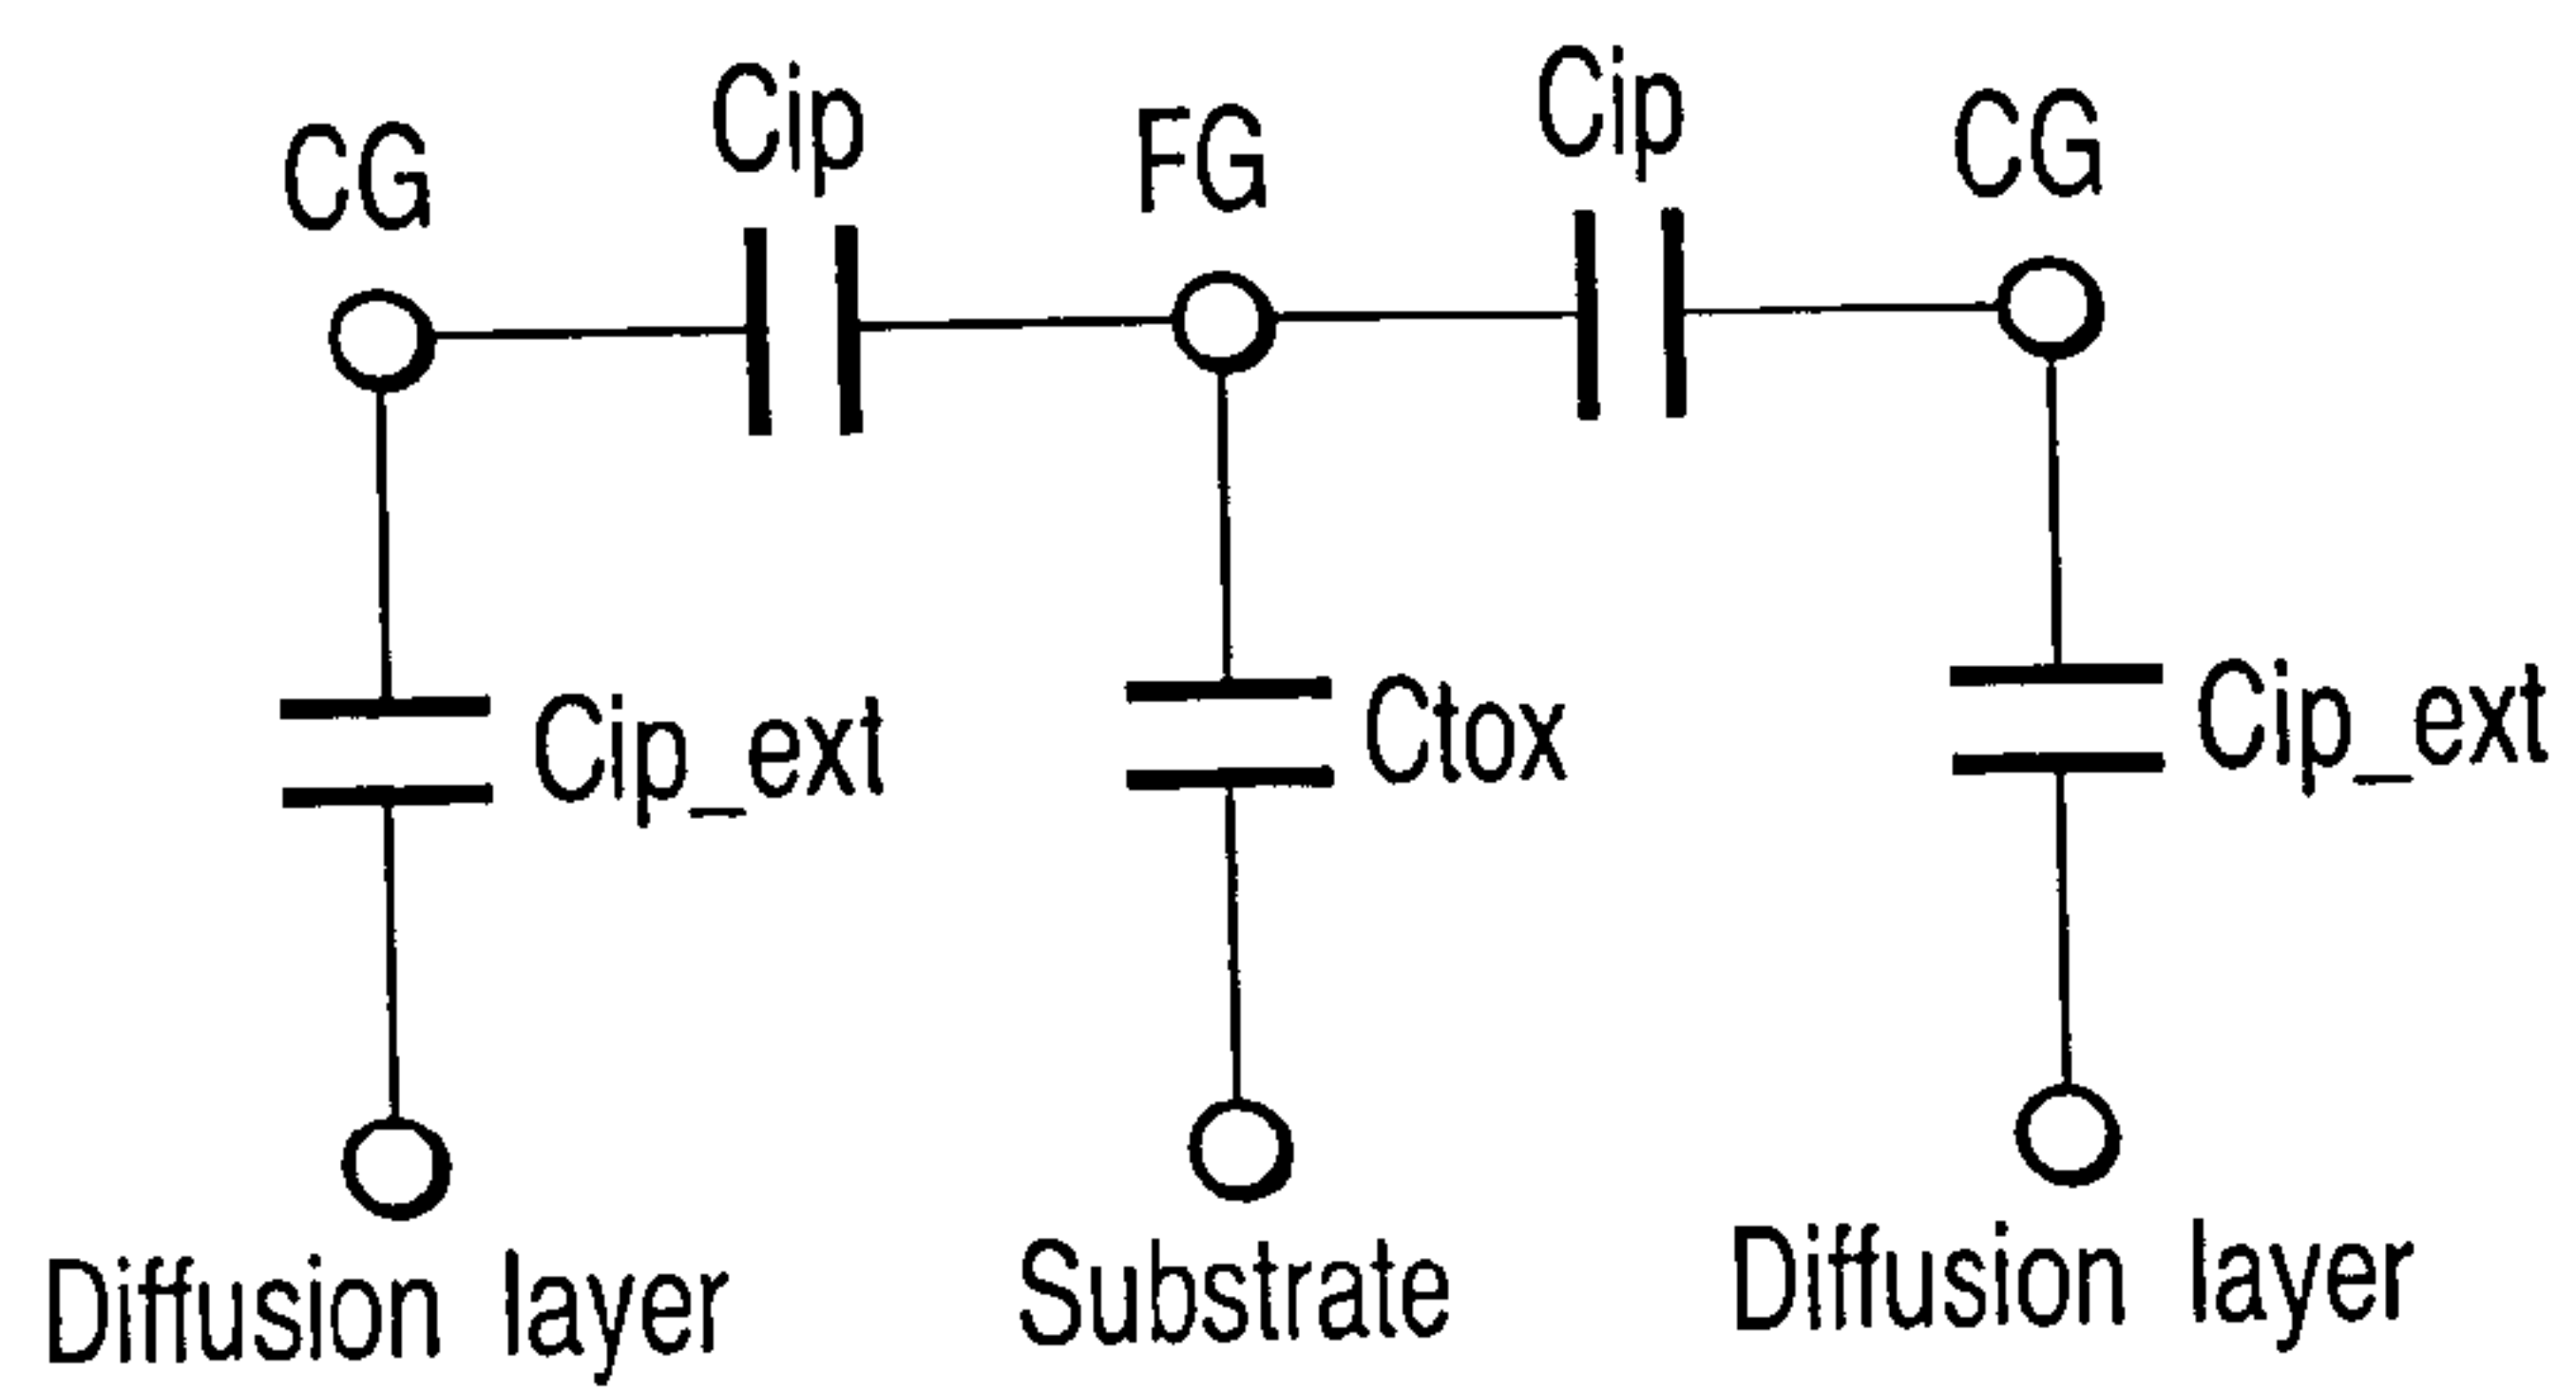 CG Cip FG Cip CG
Cip_ext Ctox Cip_ext
Diffusion layer Substrate Diffusion layer